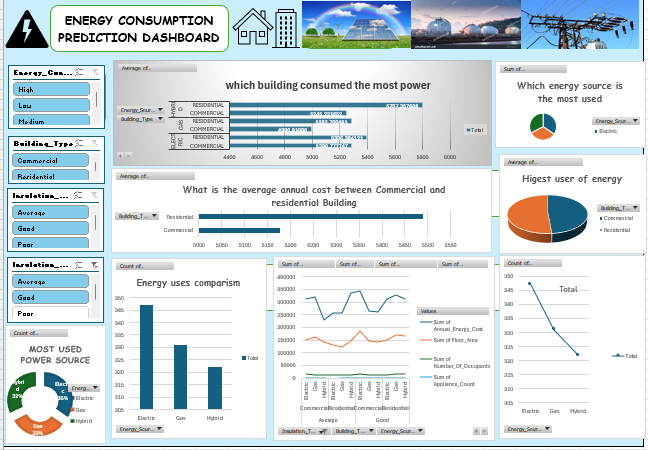 ENERGY CONSUMPTION
PREDICTION DASHBOARD
Energy_Con...
High
Low
Medium
Building_Type
Commercial
Residential
Insulation_...
Average
Good
Poor
Insulation_...
Average
Good
Poor
Average of...
which building consumed the most power
Energy_Sour...
Building_Type
RESIDENTIAL
COMMERCIAL
RESIDENTIAL
COMMERCIAL
RESIDENTIAL
COMMERCIAL
GAS
Total
4400 4600 4800 5000 5200 5400 5600 5800 6000
Sum of...
Which energy source is
the most used
Energy_Sour...
Electric
Average of...
What is the average annual cost between Commercial and
residential Building
Building_T...
Residential
Commercial
5000 5050 5100 5150 5200 5250 5300 5350 5400 5450 5500 5550
Average of...
Higest user of energy
Building_T...
Commercial
Residential
Count of...
Energy uses comparism
350
345
340
335
330
325
320
315
310
305
Electric Gas Hybrid
Total
Energy_Sour...
Sum of... Sum of... Sum of... Sum of...
400000
350000
300000
250000
200000
150000
100000
50000
0
Electric Gas Hybrid Electric Gas Hybrid Electric Gas Hybrid Electric Gas Hybrid
Commercial Residential Commercial Residential
Average Good
Values
Sum of
Annual_Energy_Cost
Sum of Floor_Area
Sum of
Number_Of_Occupants
Sum of
Appliance_Count
Insulation_T... Building_T... Energy_Sour...
Count of...
Total
350
345
340
335
330
325
320
315
310
305
Electric Gas Hybrid
Total
Energy_Sour...
Count of...
MOST USED
POWER SOURCE
Energ...
Electric
Gas
Hybrid
Hybri
d
32%
Electr
ic
35%
Gas
33%